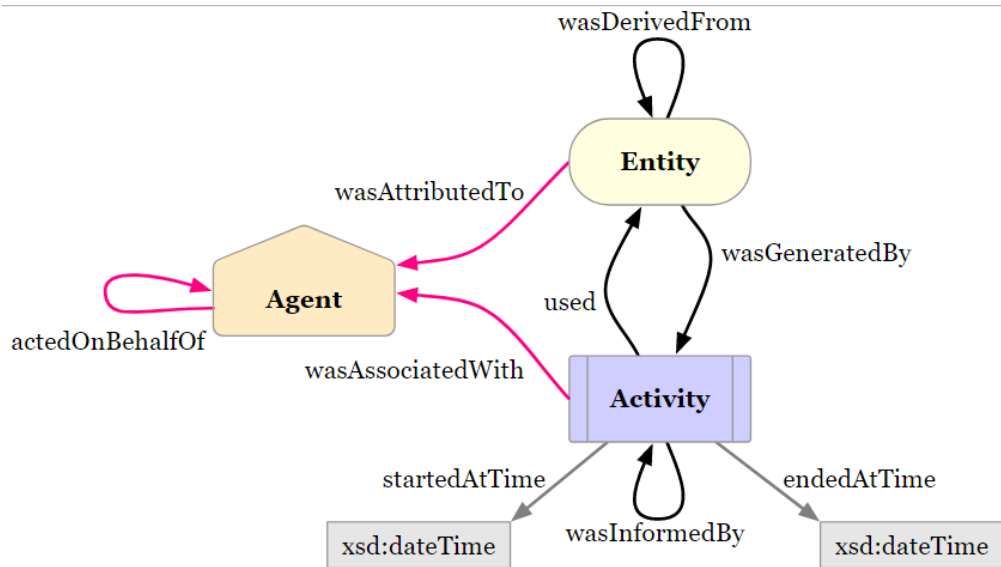 wasDerivedFrom
Entity
wasAttributedTo
wasGeneratedBy
Agent
used
actedOnBehalfOf
wasAssociatedWith
Activity
startedAtTime
endedAtTime
wasInformedBy
xsd:dateTime
xsd:dateTime